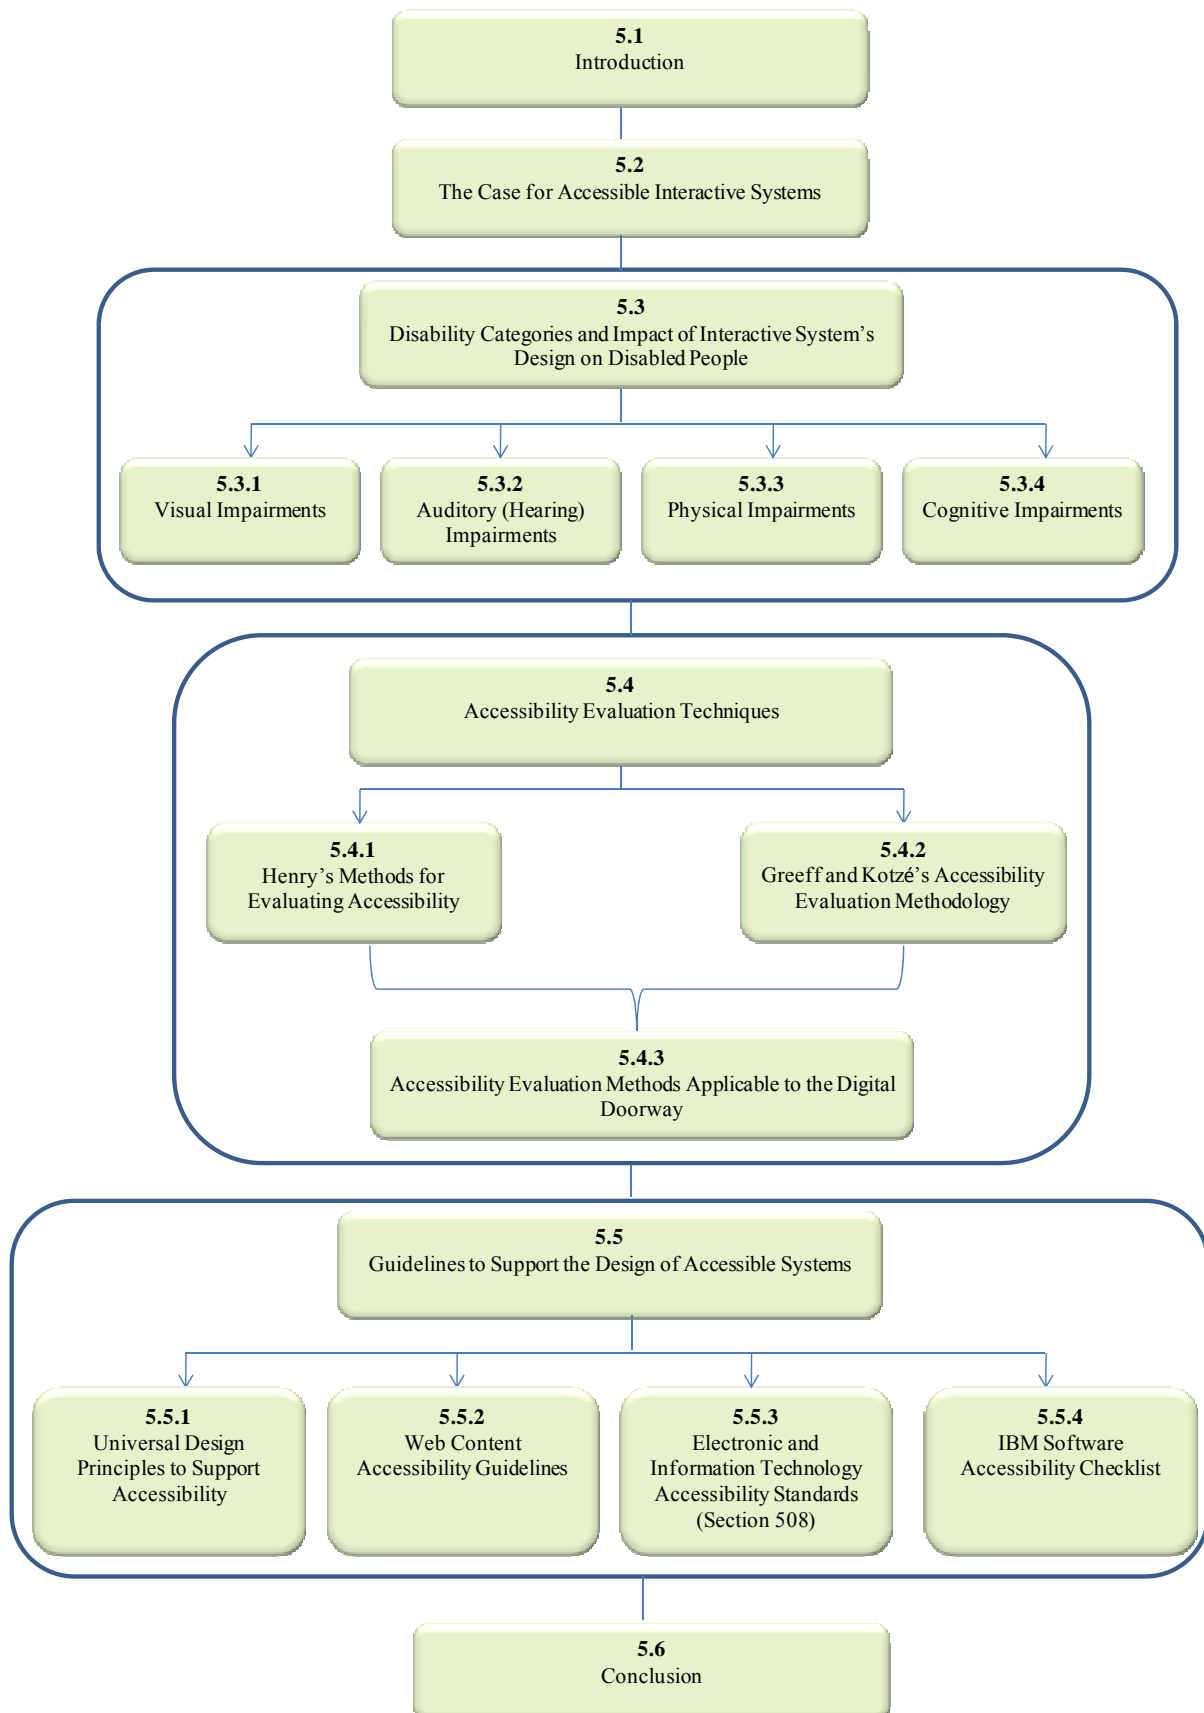 5.1
Introduction
5.2
The Case for Accessible Interactive Systems
5.3
Disability Categories and Impact of Interactive System’s
Design on Disabled People
5.3.1
Visual Impairments
5.3.2
Auditory (Hearing)
Impairments
5.3.3
Physical Impairments
5.3.4
Cognitive Impairments
5.4
Accessibility Evaluation Techniques
5.4.1
Henry’s Methods for
Evaluating Accessibility
5.4.2
Greeff and Kotzé’s Accessibility
Evaluation Methodology
5.4.3
Accessibility Evaluation Methods Applicable to the Digital
Doorway
5.5
Guidelines to Support the Design of Accessible Systems
5.5.1
Universal Design
Principles to Support
Accessibility
5.5.2
Web Content
Accessibility Guidelines
5.5.3
Electronic and
Information Technology
Accessibility Standards
(Section 508)
5.5.4
IBM Software
Accessibility Checklist
5.6
Conclusion